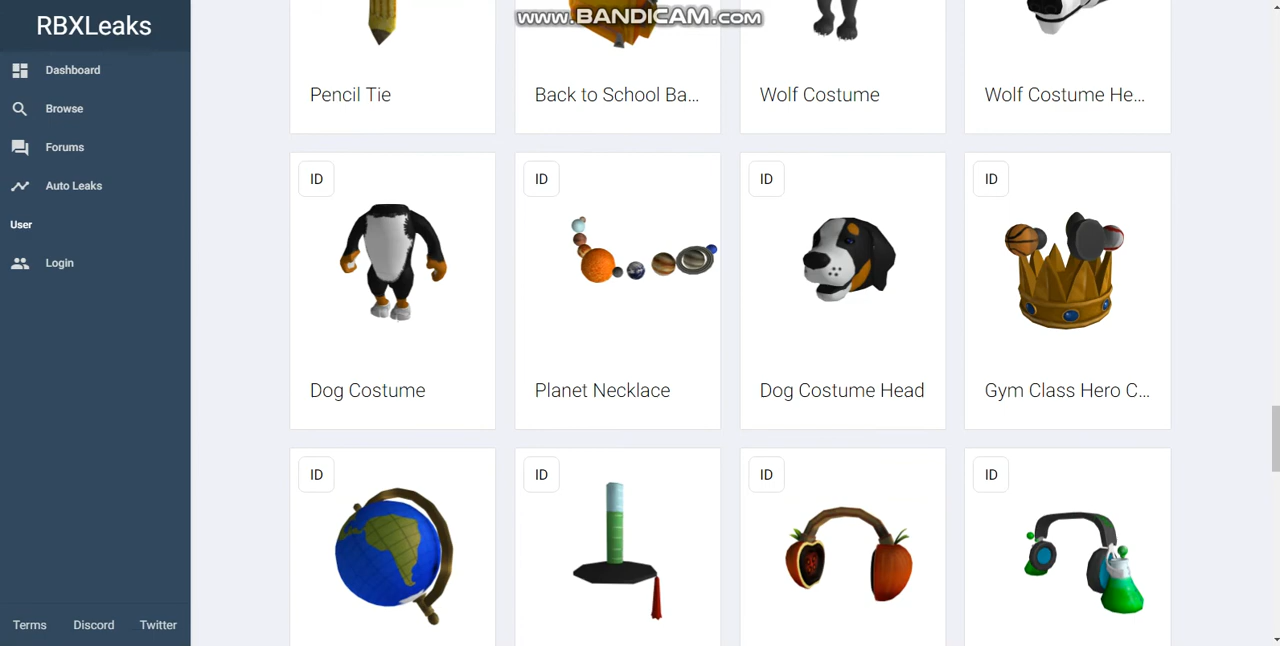 RBXLeaks
Dashboard
Browse
Forums
Auto Leaks
User
Login
Terms
Discord
Twitter
www.BANDICAM.com
Pencil Tie
Back to School Ba...
Wolf Costume
Wolf Costume He...
ID
ID
ID
ID
Dog Costume
Planet Necklace
Dog Costume Head
Gym Class Hero C...
ID
ID
ID
ID